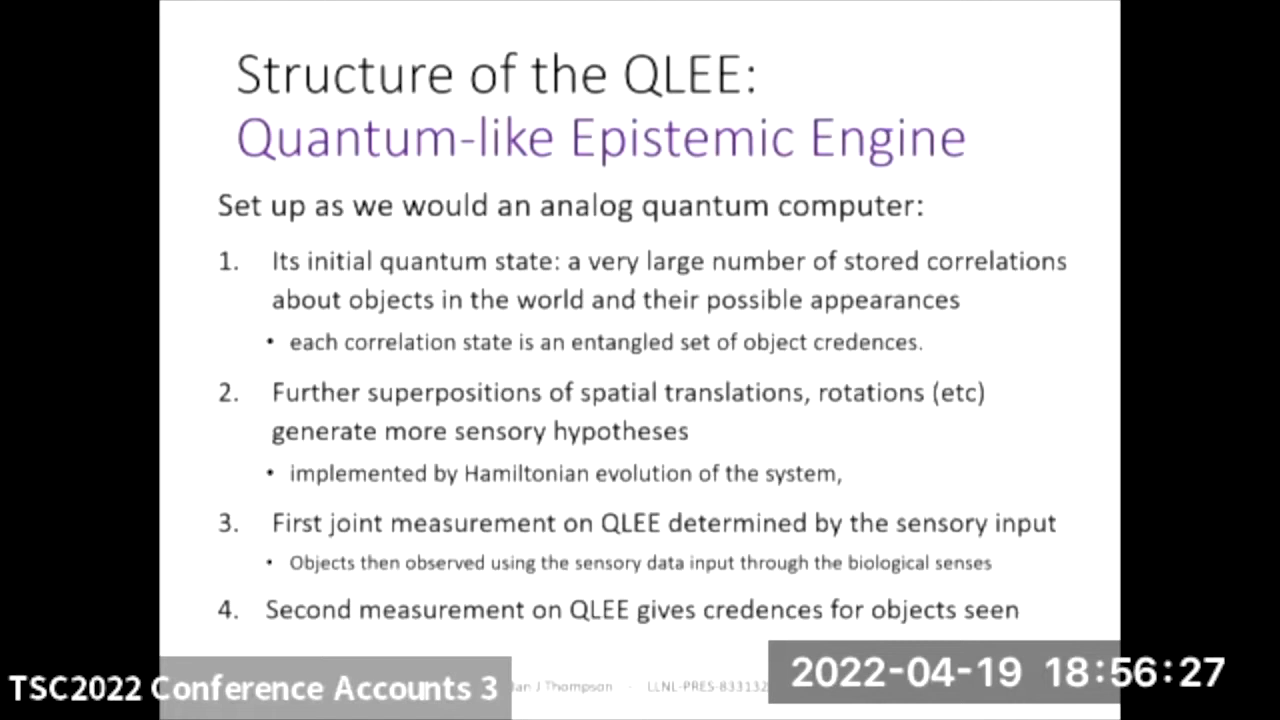 Structure of the QLEE:
Quantum-like Epistemic Engine
Set up as we would an analog quantum computer:
1. Its initial quantum state: a very large number of stored correlations
about objects in the world and their possible appearances
• each correlation state is an entangled set of object credences.
2. Further superpositions of spatial translations, rotations (etc)
generate more sensory hypotheses
• implemented by Hamiltonian evolution of the system,
3. First joint measurement on QLEE determined by the sensory input
• Objects then observed using the sensory data input through the biological senses
4. Second measurement on QLEE gives credences for objects seen
TSC2022 Conference Accounts 3
Ian J Thompson - LLNL-PRES-833132
2022-04-19 18:56:27